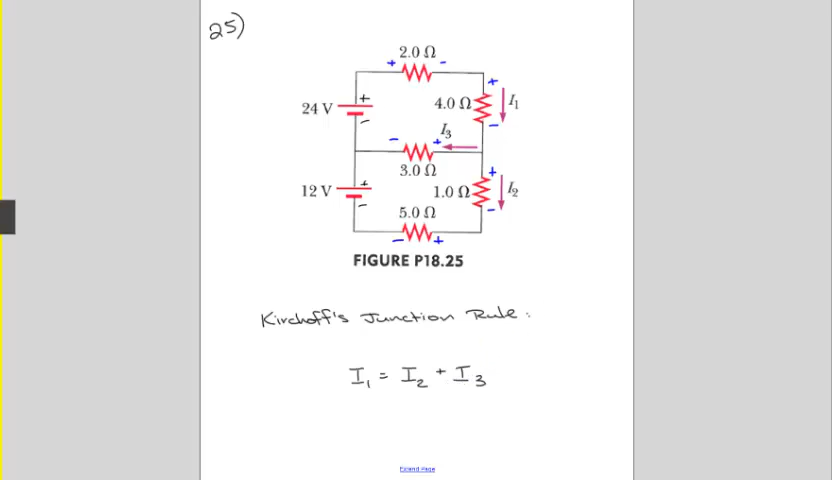 25)
2.0 Ω
+ -
+
24 V
+
-
4.0 Ω
I₁
-
I₃
- +
3.0 Ω
12 V
+
-
+
1.0 Ω
I₂
-
5.0 Ω
- +
FIGURE P18.25
Kirchoff's Junction Rule:
I₁ = I₂ + I₃
Extend Page